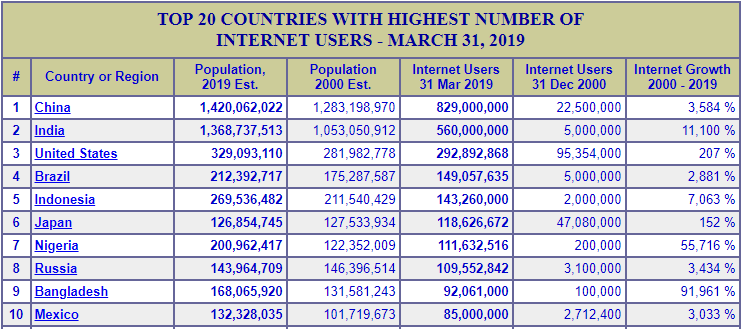 TOP 20 COUNTRIES WITH HIGHEST NUMBER OF
INTERNET USERS - MARCH 31, 2019
# Country or Region Population, 2019 Est. Population 2000 Est. Internet Users 31 Mar 2019 Internet Users 31 Dec 2000 Internet Growth 2000 - 2019
1 China 1,420,062,022 1,283,198,970 829,000,000 22,500,000 3,584 %
2 India 1,368,737,513 1,053,050,912 560,000,000 5,000,000 11,100 %
3 United States 329,093,110 281,982,778 292,892,868 95,354,000 207 %
4 Brazil 212,392,717 175,287,587 149,057,635 5,000,000 2,881 %
5 Indonesia 269,536,482 211,540,429 143,260,000 2,000,000 7,063 %
6 Japan 126,854,745 127,533,934 118,626,672 47,080,000 152 %
7 Nigeria 200,962,417 122,352,009 111,632,516 200,000 55,716 %
8 Russia 143,964,709 146,396,514 109,552,842 3,100,000 3,434 %
9 Bangladesh 168,065,920 131,581,243 92,061,000 100,000 91,961 %
10 Mexico 132,328,035 101,719,673 85,000,000 2,712,400 3,033 %